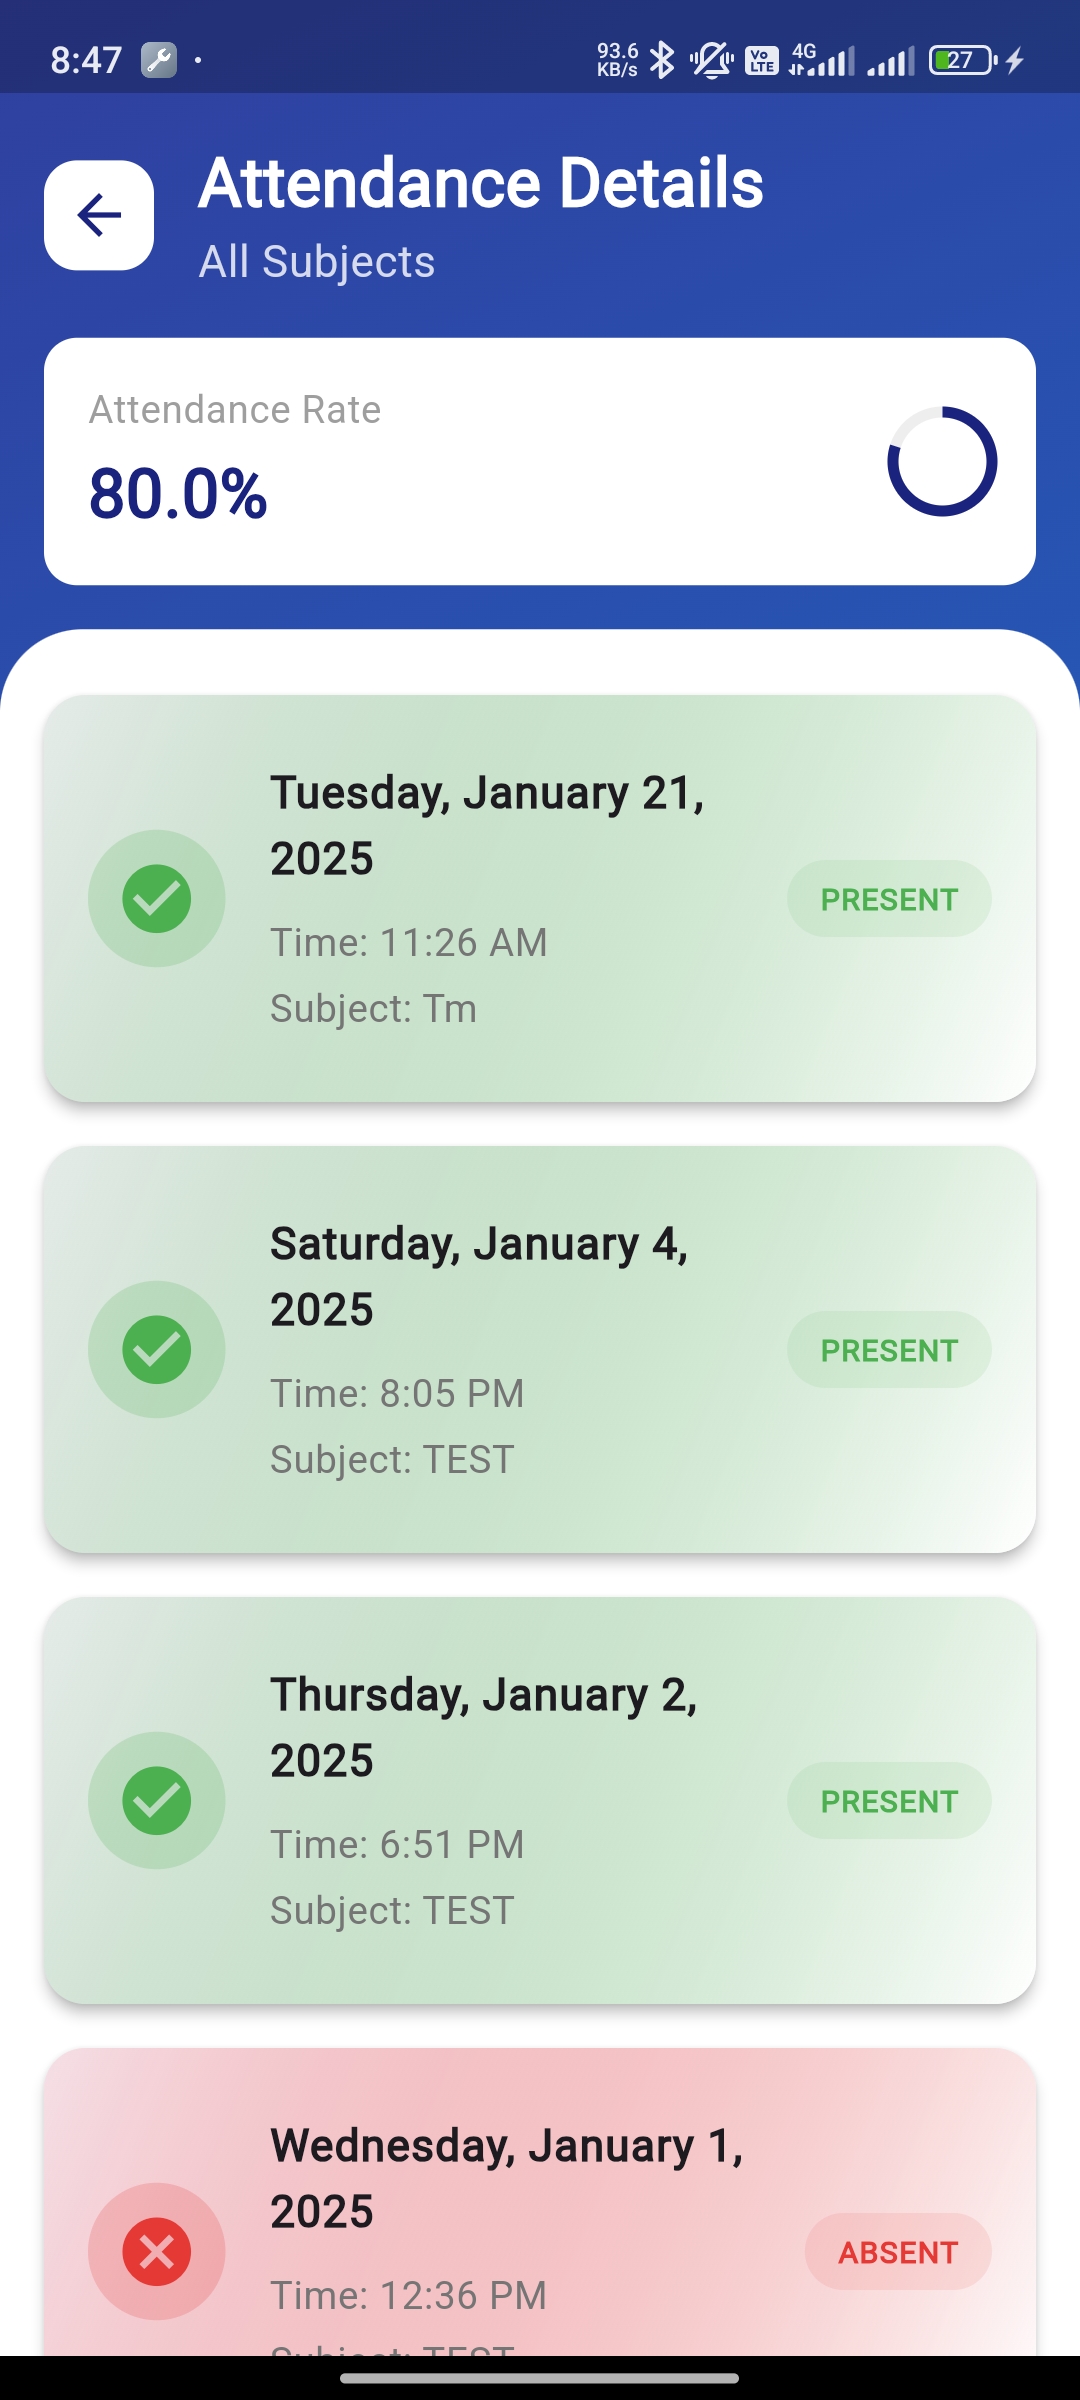 8:47
93.6
KB/s
Vo
LTE
4G
27
Attendance Details
All Subjects
Attendance Rate
80.0%
Tuesday, January 21,
2025
Time: 11:26 AM
Subject: Tm
PRESENT
Saturday, January 4,
2025
Time: 8:05 PM
Subject: TEST
PRESENT
Thursday, January 2,
2025
Time: 6:51 PM
Subject: TEST
PRESENT
Wednesday, January 1,
2025
Time: 12:36 PM
Subject: TEST
ABSENT